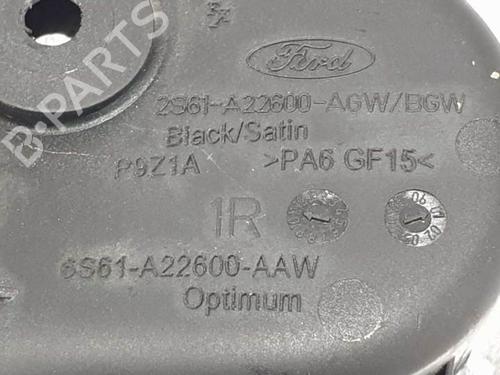 Ford
2S61-A22600-AGW/BGW
Black/Satin
P9Z1A >PA6 GF15<
1R
6S61-A22600-AAW
Optimum
B-PARTS